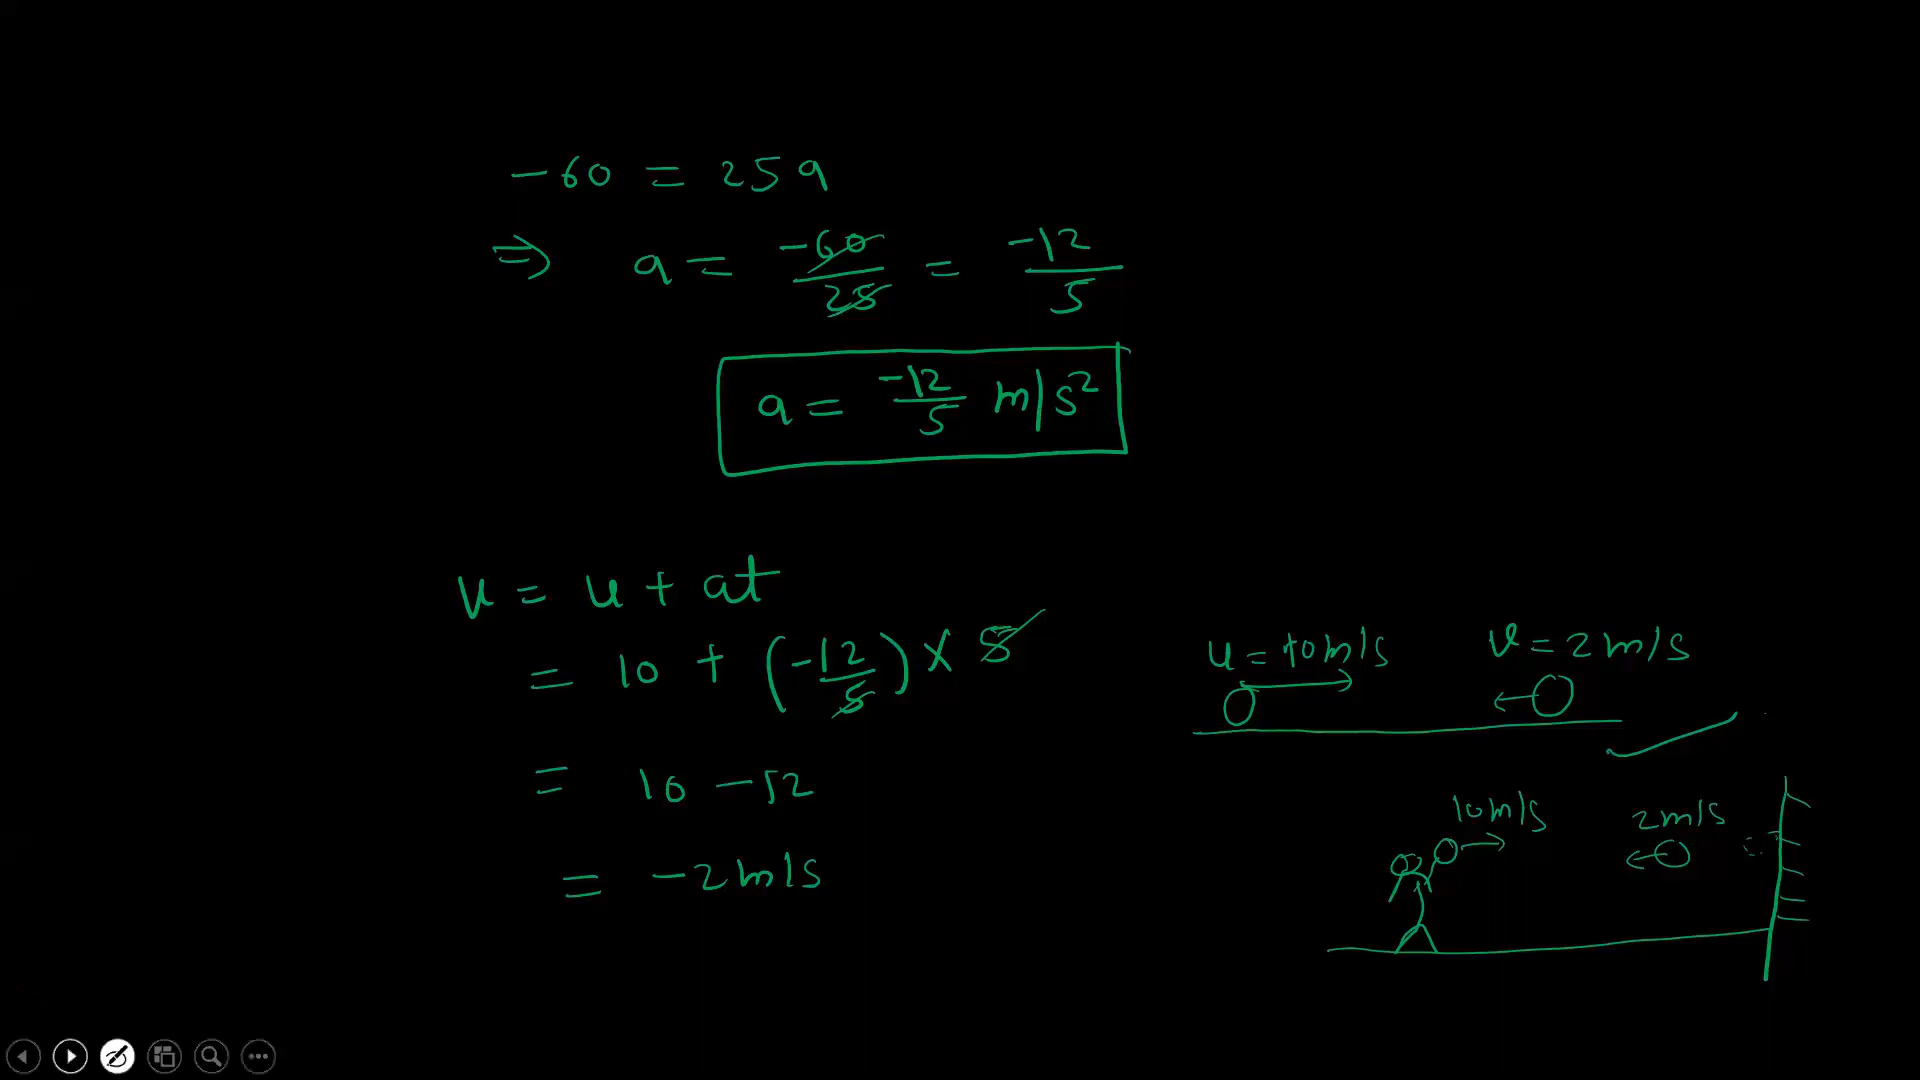 -60 = 25a
⇒ a = -60/25 = -12/5
a = -12/5 m/s²
v = u + at
= 10 + (-12/5) × 5
= 10 - 12
= -2 m/s
u = 10 m/s
v = 2 m/s
10 m/s
2 m/s